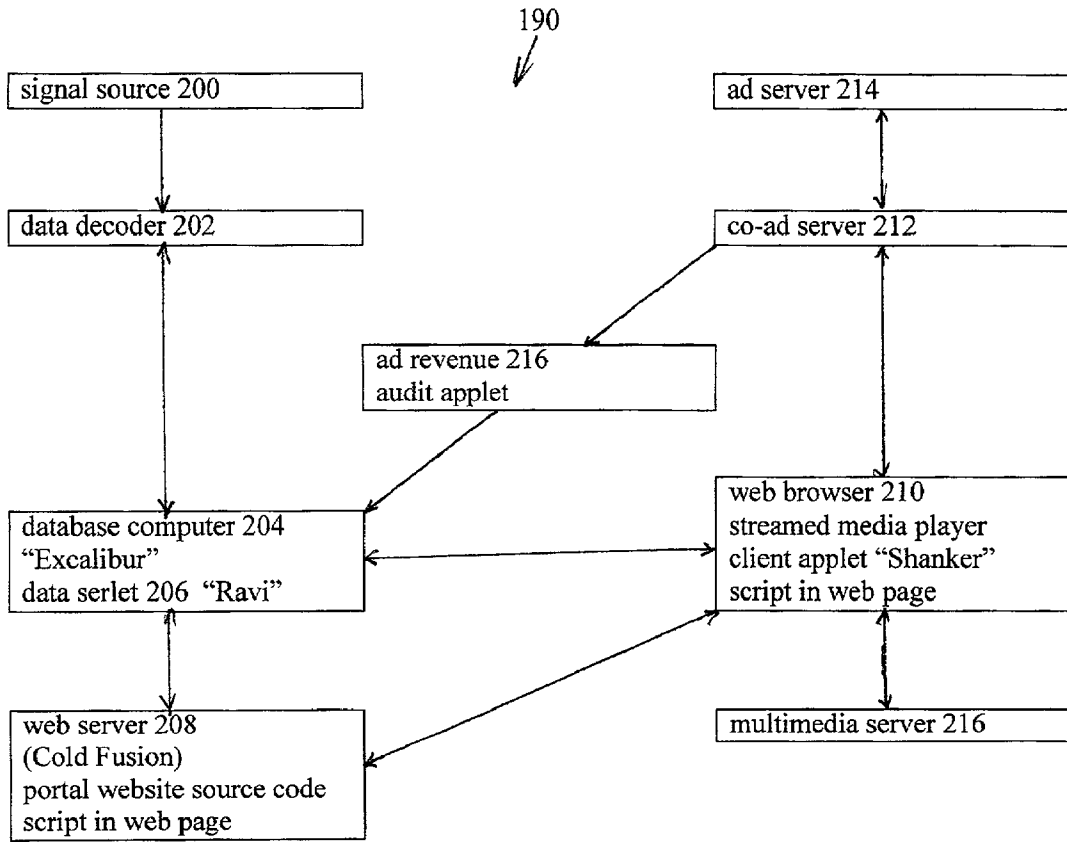 190
signal source 200
ad server 214
data decoder 202
co-ad server 212
ad revenue 216
audit applet
database computer 204
“Excalibur”
data serlet 206 “Ravi”
web browser 210
streamed media player
client applet “Shanker”
script in web page
web server 208
(Cold Fusion)
portal website source code
script in web page
multimedia server 216